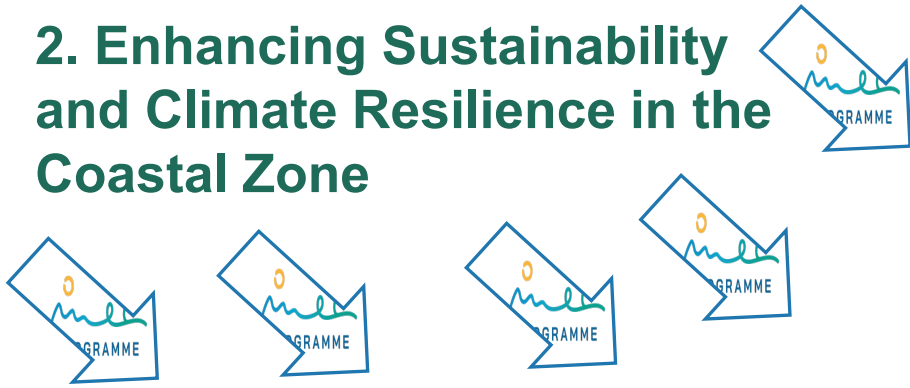 2. Enhancing Sustainability
and Climate Resilience in the
Coastal Zone